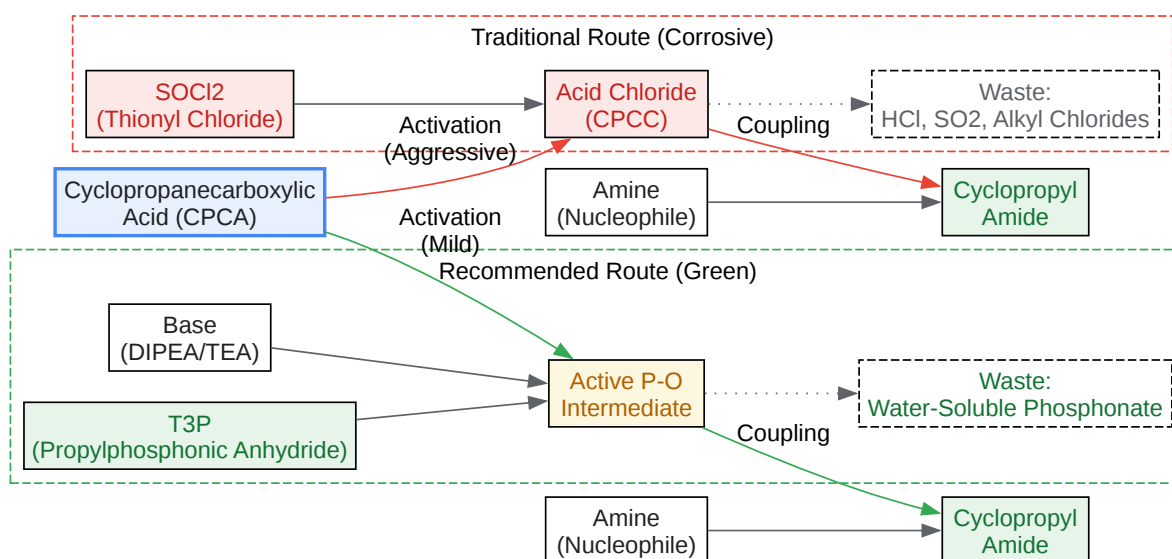 Traditional Route (Corrosive)
SOCl2
(Thionyl Chloride)
Acid Chloride
(CPCC)
Waste:
HCl, SO2, Alkyl Chlorides
Activation
(Aggressive)
Coupling
Cyclopropanecarboxylic
Acid (CPCA)
Amine
(Nucleophile)
Cyclopropyl
Amide
Activation
(Mild)
Recommended Route (Green)
Base
(DIPEA/TEA)
Active P-O
Intermediate
Waste:
Water-Soluble Phosphonate
T3P
(Propylphosphonic Anhydride)
Coupling
Amine
(Nucleophile)
Cyclopropyl
Amide